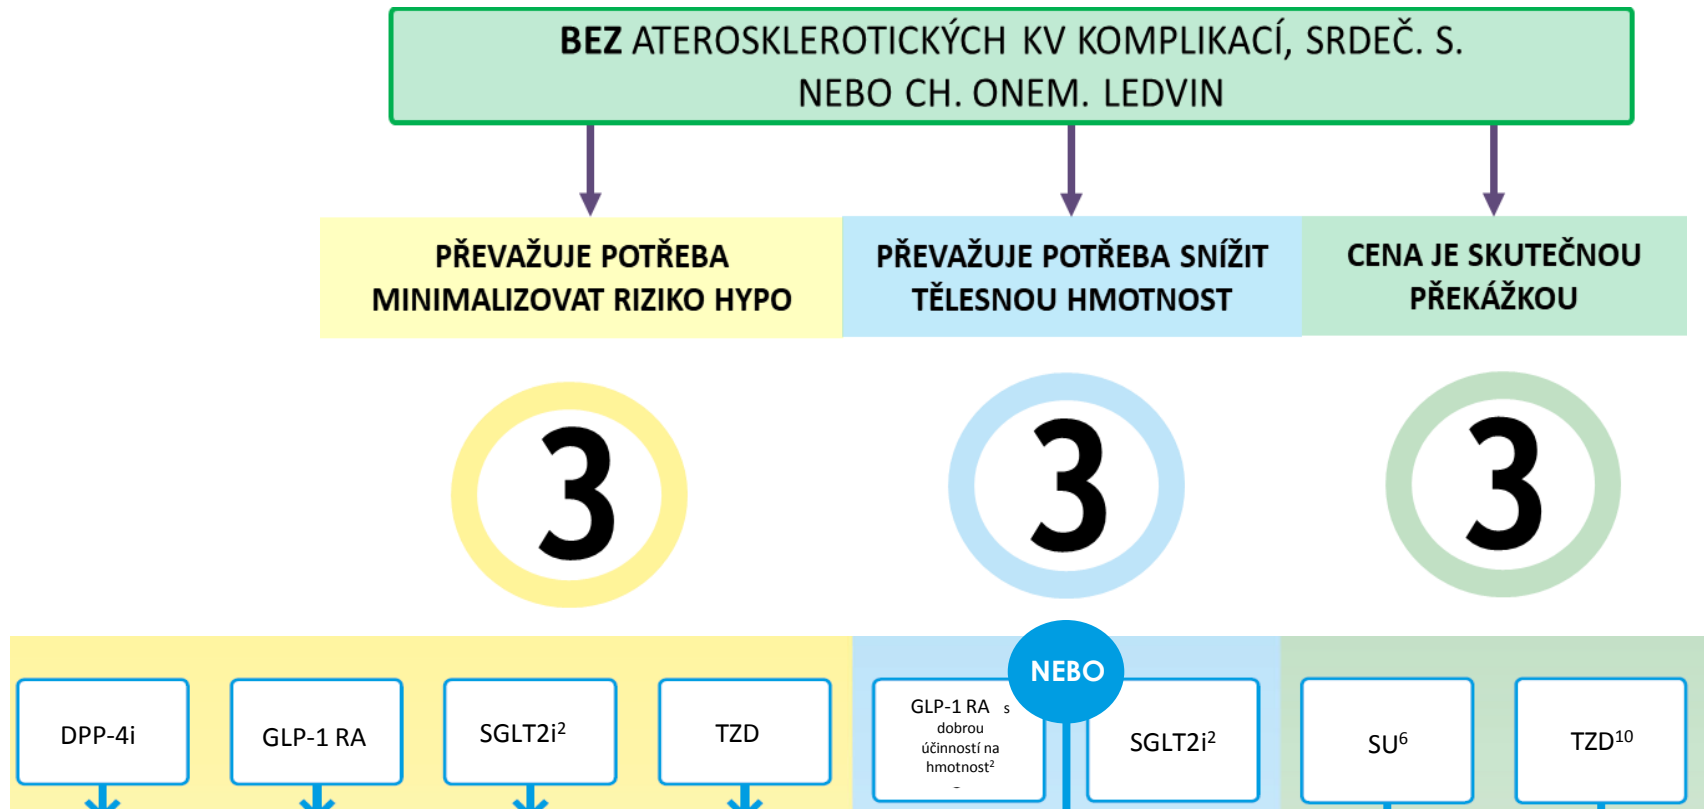 BEZ ATEROSKLEROTICKÝCH KV KOMPLIKACÍ, SRDEČ. S.
NEBO CH. ONEM. LEDVIN
PŘEVAŽUJE POTŘEBA
MINIMALIZOVAT RIZIKO HYPO
PŘEVAŽUJE POTŘEBA SNÍŽIT
TĚLESNOU HMOTNOST
CENA JE SKUTEČNOU
PŘEKÁŽKOU
3
3
3
DPP-4i
GLP-1 RA
SGLT2i²
TZD
NEBO
GLP-1 RA s
dobrou
účinností na
hmotnost²
SGLT2i²
SU⁶
TZD¹⁰